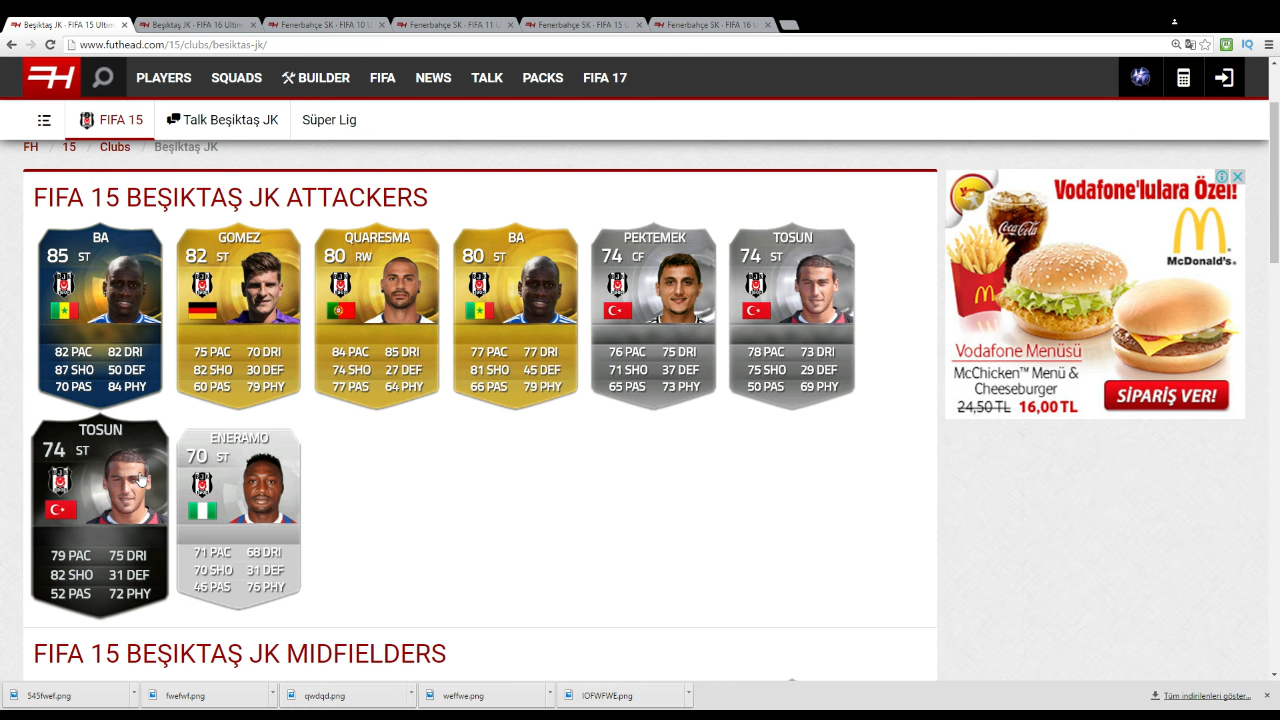 Beşiktaş JK - FIFA 15 Ultim
Beşiktaş JK - FIFA 16 Ultim
Fenerbahçe SK - FIFA 10 U
Fenerbahçe SK - FIFA 11 U
Fenerbahçe SK - FIFA 15 U
Fenerbahçe SK - FIFA 16 U
www.futhead.com/15/clubs/besiktas-jk/
IQ
FH
PLAYERS
SQUADS
BUILDER
FIFA
NEWS
TALK
PACKS
FIFA 17
FIFA 15
Talk Beşiktaş JK
Süper Lig
FH / 15 / Clubs / Beşiktaş JK
FIFA 15 BEŞIKTAŞ JK ATTACKERS
BA
85 ST
82 PAC 82 DRI
87 SHO 50 DEF
70 PAS 84 PHY
GOMEZ
82 ST
75 PAC 70 DRI
82 SHO 30 DEF
60 PAS 79 PHY
QUARESMA
80 RW
84 PAC 85 DRI
74 SHO 27 DEF
77 PAS 64 PHY
BA
80 ST
77 PAC 77 DRI
81 SHO 45 DEF
66 PAS 79 PHY
PEKTEMEK
74 CF
76 PAC 75 DRI
71 SHO 37 DEF
65 PAS 73 PHY
TOSUN
74 ST
78 PAC 73 DRI
75 SHO 29 DEF
50 PAS 69 PHY
TOSUN
74 ST
79 PAC 75 DRI
82 SHO 31 DEF
52 PAS 72 PHY
ENERAMO
70 ST
71 PAC 68 DRI
70 SHO 31 DEF
46 PAS 76 PHY
Vodafone'lulara Özel!
Coca-Cola
McDonald's®
Vodafone Menüsü
McChicken™ Menü &
Cheeseburger
24,50 TL 16,00 TL
SİPARİŞ VER!
FIFA 15 BEŞIKTAŞ JK MIDFIELDERS
545fwef.png
fwefwf.png
qwdqd.png
weffwe.png
IOFWFWE.png
Tüm indirilenleri göster...